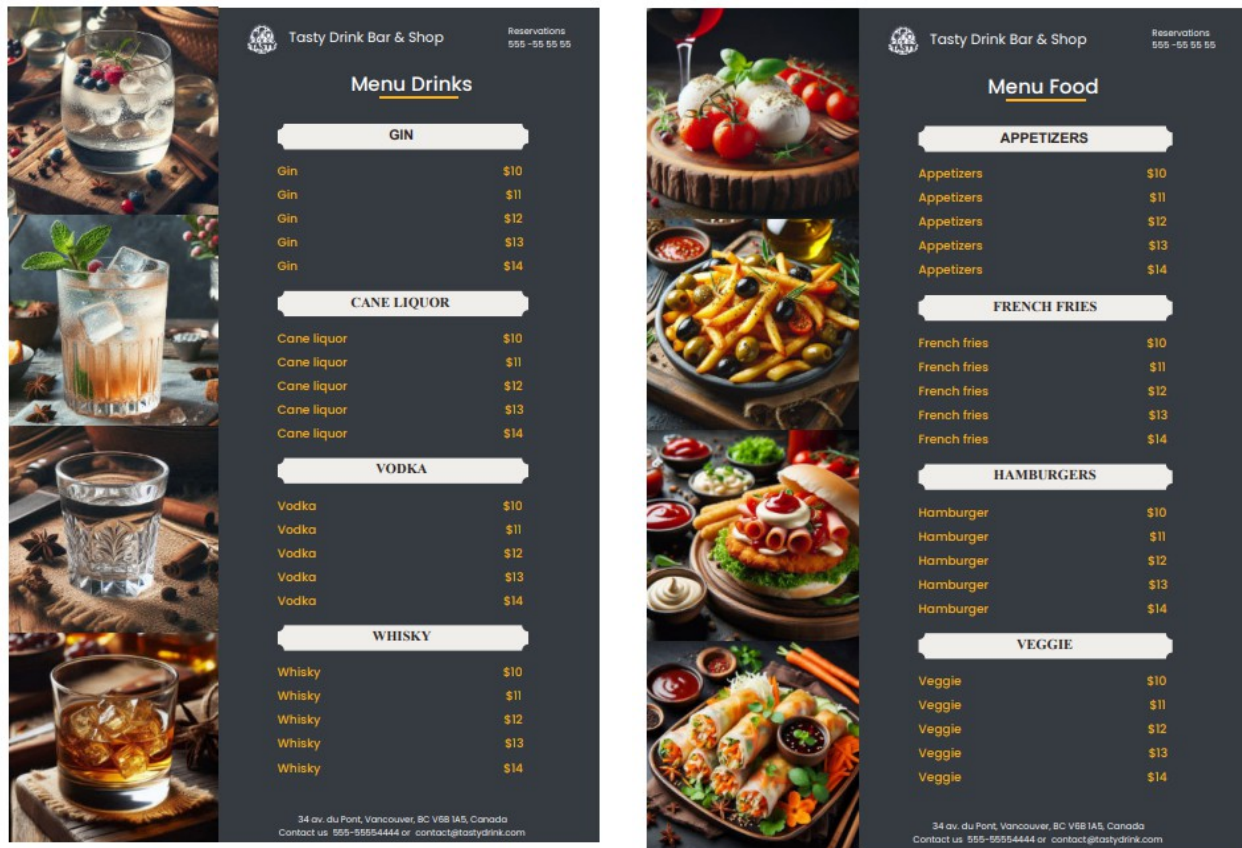 TASTY
Tasty Drink Bar & Shop
Reservations
555 -55 55 55
Menu Drinks
GIN
Gin $10
Gin $11
Gin $12
Gin $13
Gin $14
CANE LIQUOR
Cane liquor $10
Cane liquor $11
Cane liquor $12
Cane liquor $13
Cane liquor $14
VODKA
Vodka $10
Vodka $11
Vodka $12
Vodka $13
Vodka $14
WHISKY
Whisky $10
Whisky $11
Whisky $12
Whisky $13
Whisky $14
34 av. du Pont, Vancouver, BC V6B 1A5, Canada
Contact us 555-55554444 or contact@tastydrink.com
TASTY
Tasty Drink Bar & Shop
Reservations
555 -55 55 55
Menu Food
APPETIZERS
Appetizers $10
Appetizers $11
Appetizers $12
Appetizers $13
Appetizers $14
FRENCH FRIES
French fries $10
French fries $11
French fries $12
French fries $13
French fries $14
HAMBURGERS
Hamburger $10
Hamburger $11
Hamburger $12
Hamburger $13
Hamburger $14
VEGGIE
Veggie $10
Veggie $11
Veggie $12
Veggie $13
Veggie $14
34 av. du Pont, Vancouver, BC V6B 1A5, Canada
Contact us 555-55554444 or contact@tastydrink.com